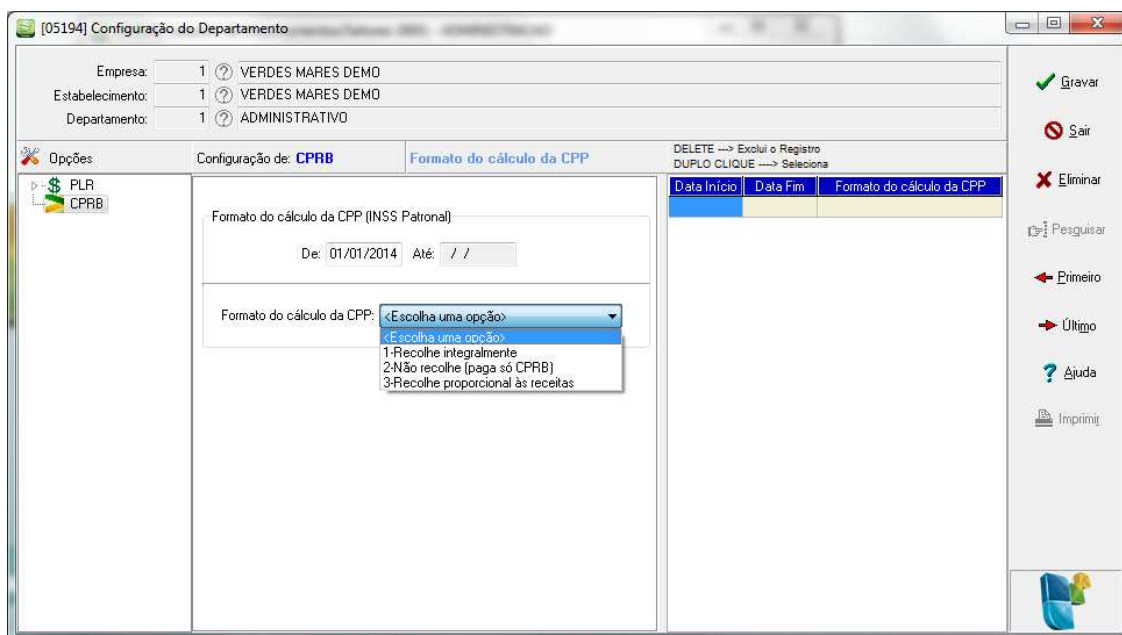 [05194] Configuração do Departamento
Empresa: 1 VERDES MARES DEMO
Estabelecimento: 1 VERDES MARES DEMO
Departamento: 1 ADMINISTRATIVO
Opções
Configuração de: CPRB
Formato do cálculo da CPP
DELETE ---> Exclui o Registro
DUPLO CLIQUE ----> Seleciona
PLR
CPRB
Formato do cálculo da CPP (INSS Patronal)
De: 01/01/2014 Até: / /
Formato do cálculo da CPP: <Escolha uma opção>
<Escolha uma opção>
1-Recolhe integralmente
2-Não recolhe (paga só CPRB)
3-Recolhe proporcional às receitas
Data Início Data Fim Formato do cálculo da CPP
Gravar
Sair
Eliminar
Pesquisar
Primeiro
Último
Ajuda
Imprimir